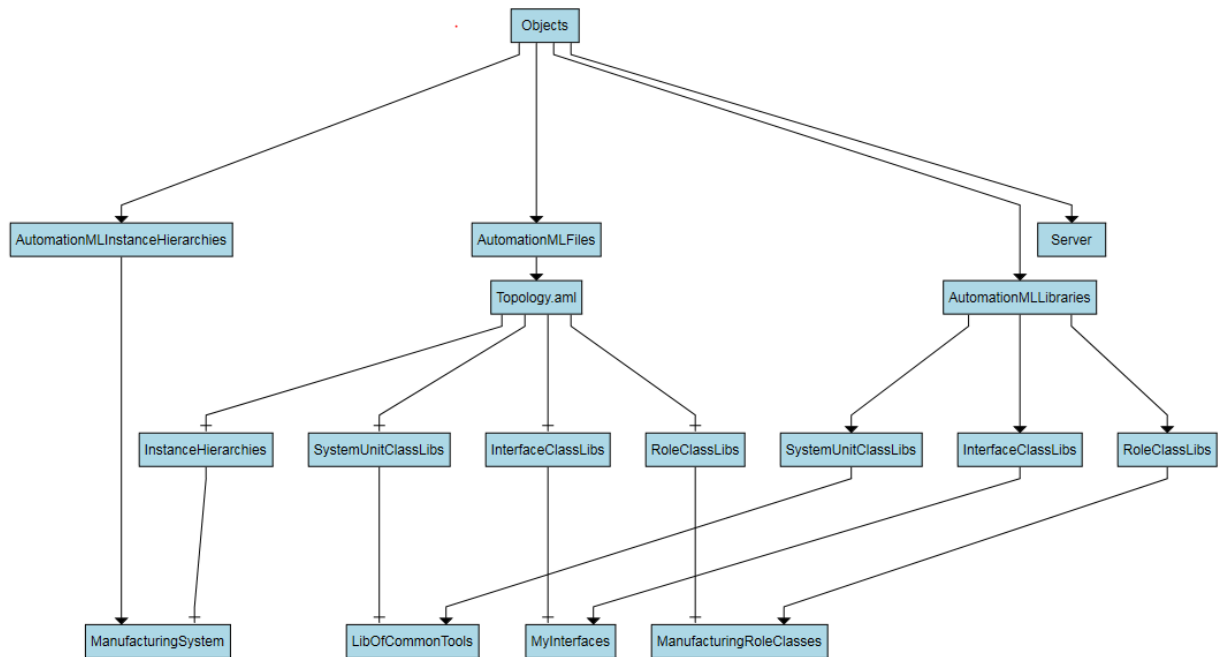 Objects
AutomationMLInstanceHierarchies
AutomationMLFiles
Server
Topology.aml
AutomationMLLibraries
InstanceHierarchies
SystemUnitClassLibs
InterfaceClassLibs
RoleClassLibs
SystemUnitClassLibs
InterfaceClassLibs
RoleClassLibs
ManufacturingSystem
LibOfCommonTools
MyInterfaces
ManufacturingRoleClasses